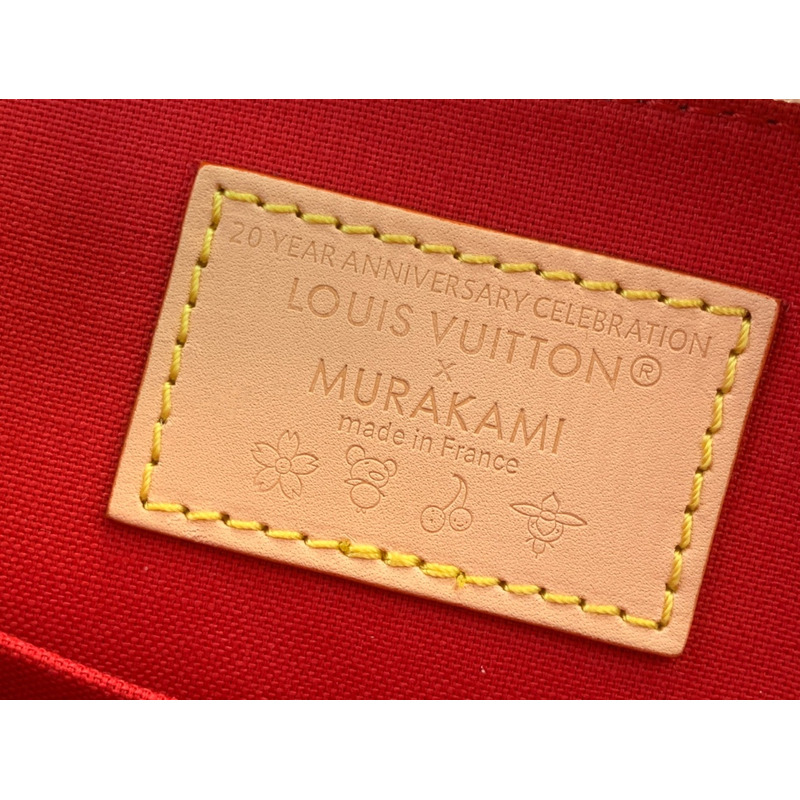 20 YEAR ANNIVERSARY CELEBRATION
LOUIS VUITTON®
x
MURAKAMI
made in France